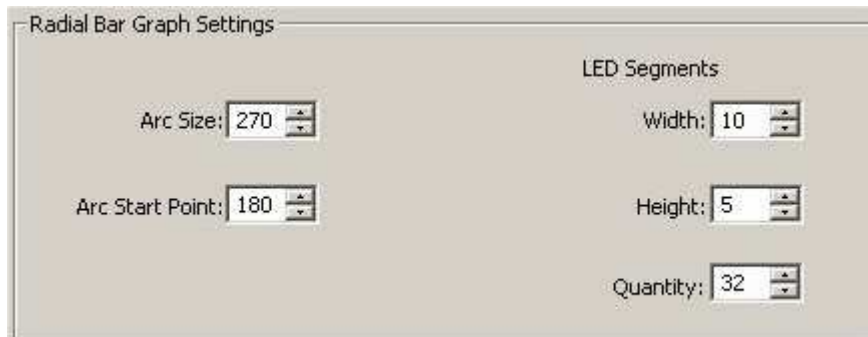 Radial Bar Graph Settings
LED Segments
Arc Size: 270
Width: 10
Arc Start Point: 180
Height: 5
Quantity: 32